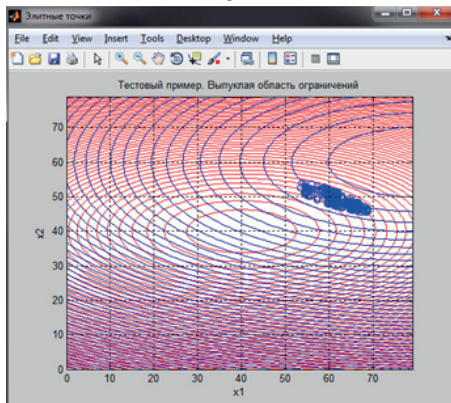 Элитные точки
File Edit View Insert Tools Desktop Window Help
Тестовый пример. Выпуклая область ограничений
70
60
50
40
30
20
10
0
x2
0 10 20 30 40 50 60 70
x1